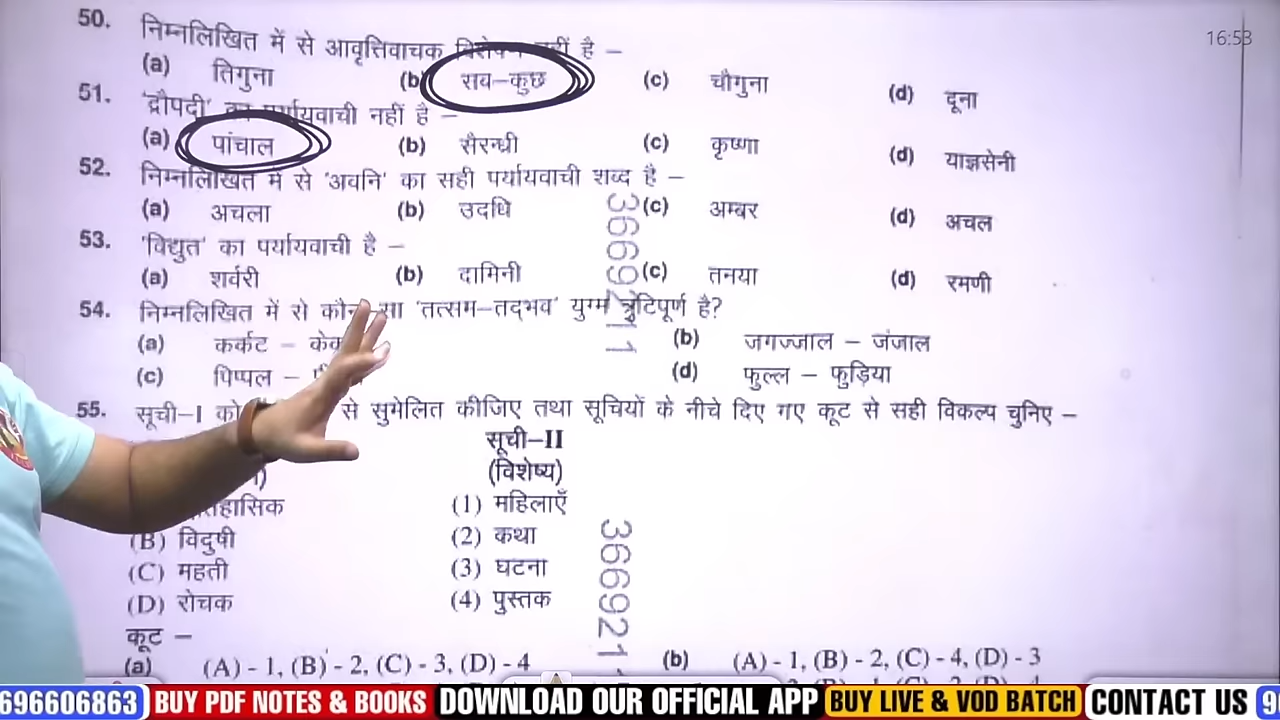 16:53
50. निम्नलिखित में से आवृत्तिवाचक विशेषण नहीं है –
(a) तिगुना (b) सब–कुछ (c) चौगुना (d) दूना
51. 'द्रौपदी' का पर्यायवाची नहीं है –
(a) पांचाल (b) सैरन्ध्री (c) कृष्णा (d) याज्ञसेनी
52. निम्नलिखित में से 'अवनि' का सही पर्यायवाची शब्द है –
(a) अचला (b) उदधि (c) अम्बर (d) अचल
53. 'विद्युत' का पर्यायवाची है –
(a) शर्वरी (b) दामिनी (c) तनया (d) रमणी
54. निम्नलिखित में से कौन सा 'तत्सम–तद्भव' युग्म त्रुटिपूर्ण है?
(a) कर्कट – (b) जगज्जाल – जंजाल
(c) पिप्पल – (d) फुल्ल – फुड़िया
55. सूची–I को से सुमेलित कीजिए तथा सूचियों के नीचे दिए गए कूट से सही विकल्प चुनिए –
सूची–II
(विशेष्य)
(1) महिलाएँ
(B) विदुषी (2) कथा
(C) महती (3) घटना
(D) रोचक (4) पुस्तक
कूट –
(a) (A) - 1, (B) - 2, (C) - 3, (D) - 4 (b) (A) - 1, (B) - 2, (C) - 4, (D) - 3
3669211
366921
696606863 BUY PDF NOTES & BOOKS DOWNLOAD OUR OFFICIAL APP BUY LIVE & VOD BATCH CONTACT US 9